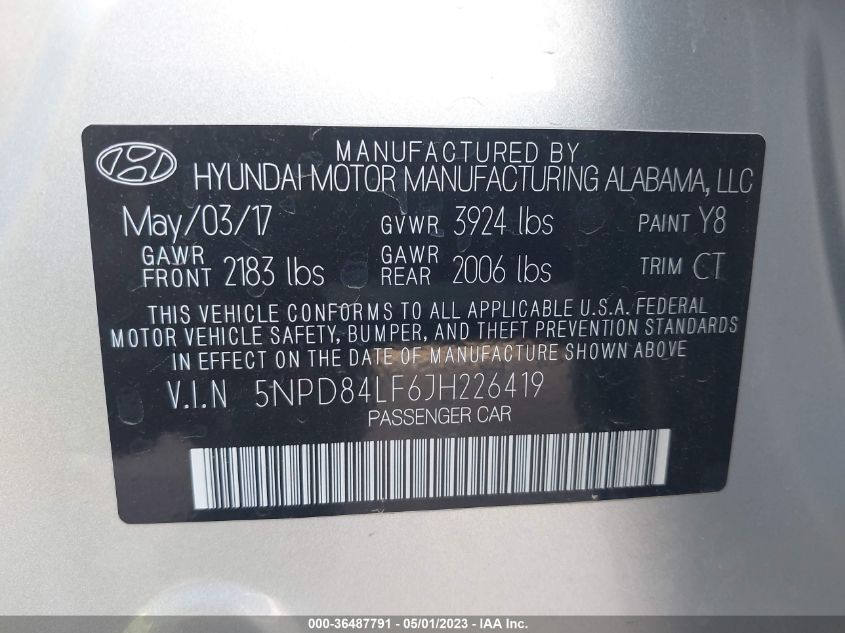 MANUFACTURED BY
HYUNDAI MOTOR MANUFACTURING ALABAMA, LLC
May/03/17 GVWR 3924 lbs PAINT Y8
GAWR FRONT 2183 lbs GAWR REAR 2006 lbs TRIM CT
THIS VEHICLE CONFORMS TO ALL APPLICABLE U.S.A. FEDERAL
MOTOR VEHICLE SAFETY, BUMPER, AND THEFT PREVENTION STANDARDS
IN EFFECT ON THE DATE OF MANUFACTURE SHOWN ABOVE
V.I.N 5NPD84LF6JH226419
PASSENGER CAR
000-36487791 - 05/01/2023 - IAA Inc.